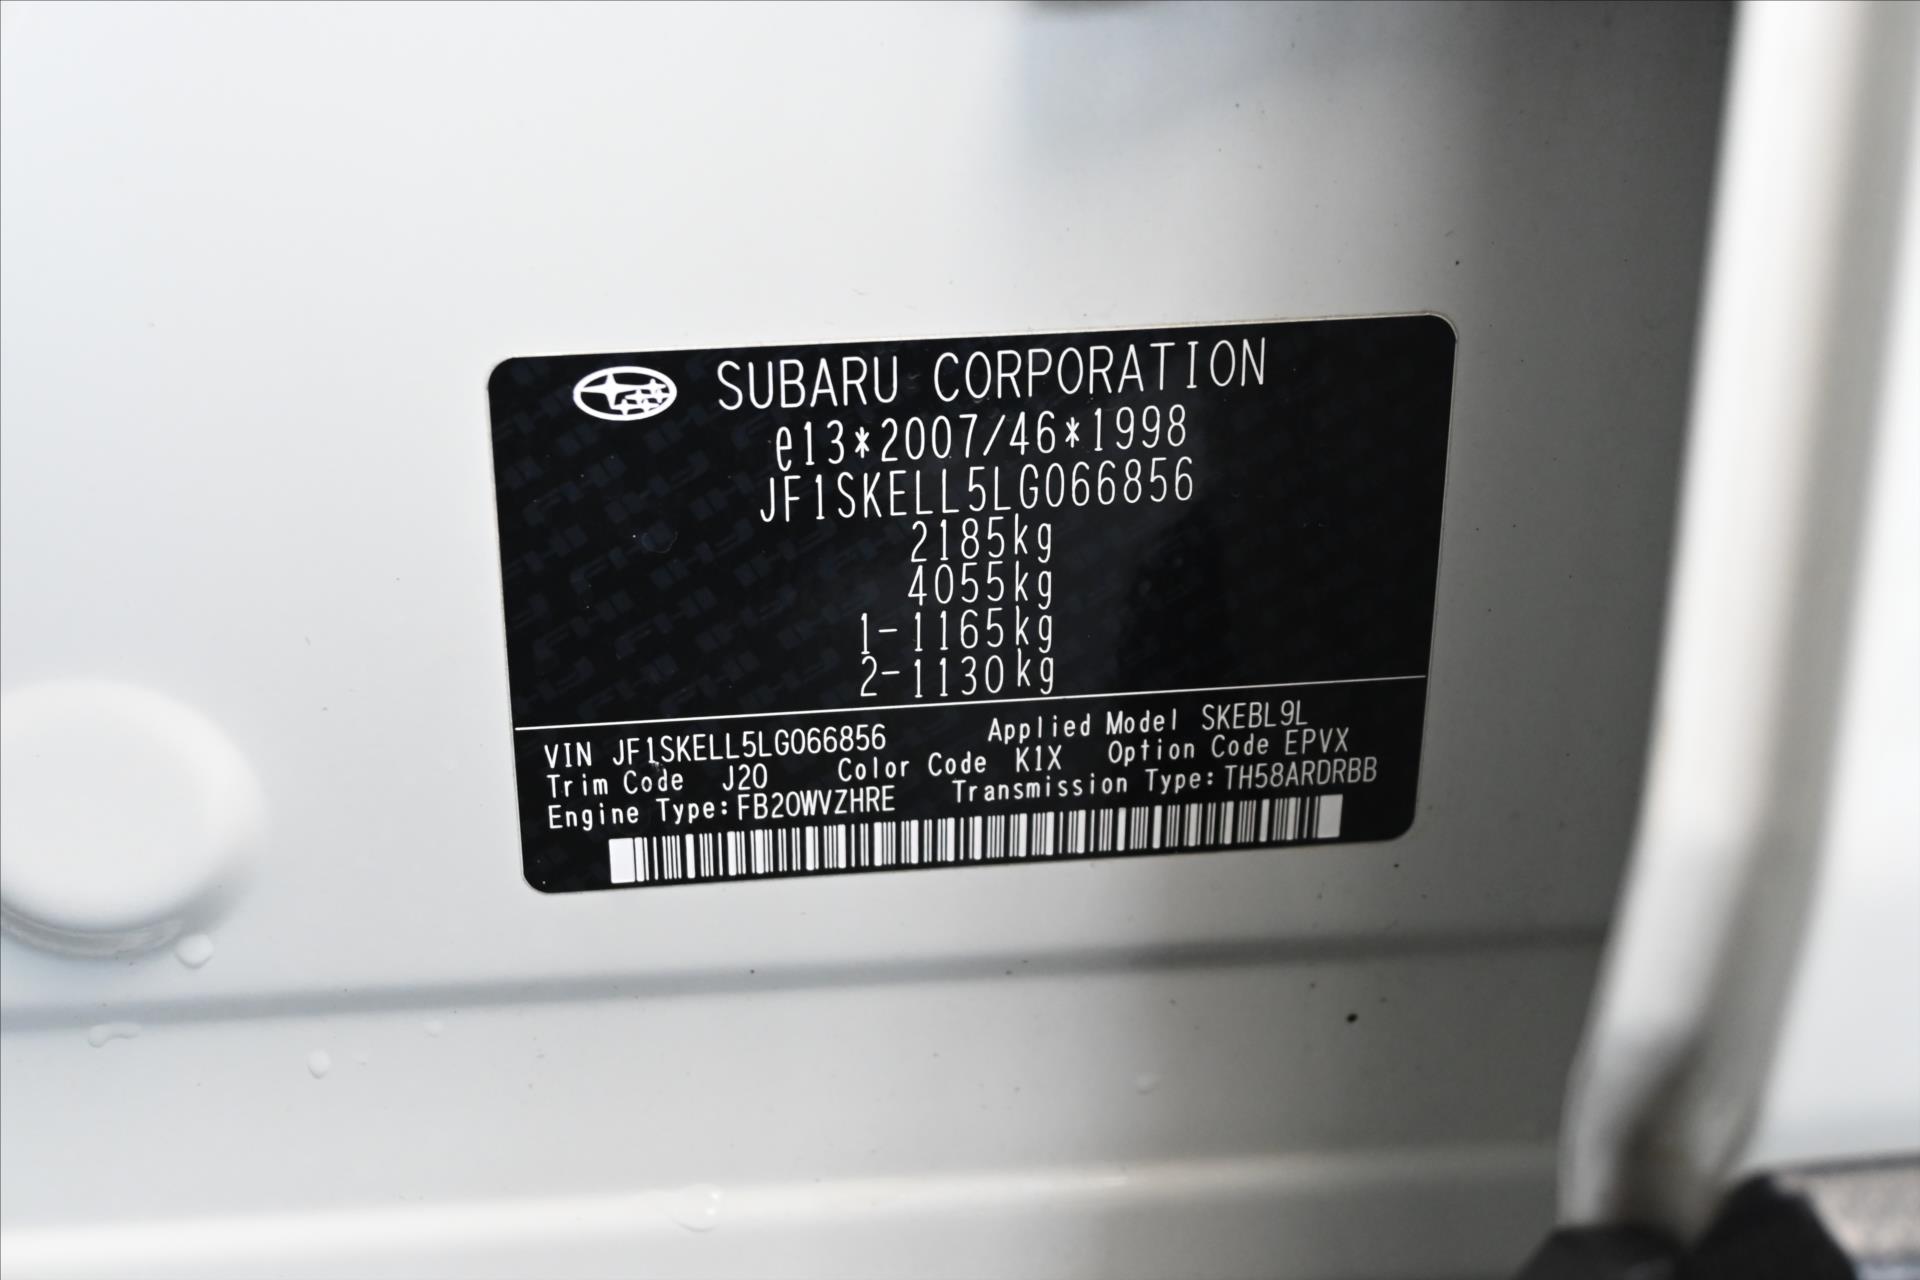 SUBARU CORPORATION
e13*2007/46*1998
JF1SKELL5LG066856
2185kg
4055kg
1-1165kg
2-1130kg
VIN JF1SKELL5LG066856 Applied Model SKEBL9L
Trim Code J20 Color Code K1X Option Code EPVX
Engine Type:FB20WVZHRE Transmission Type:TH58ARDRBB